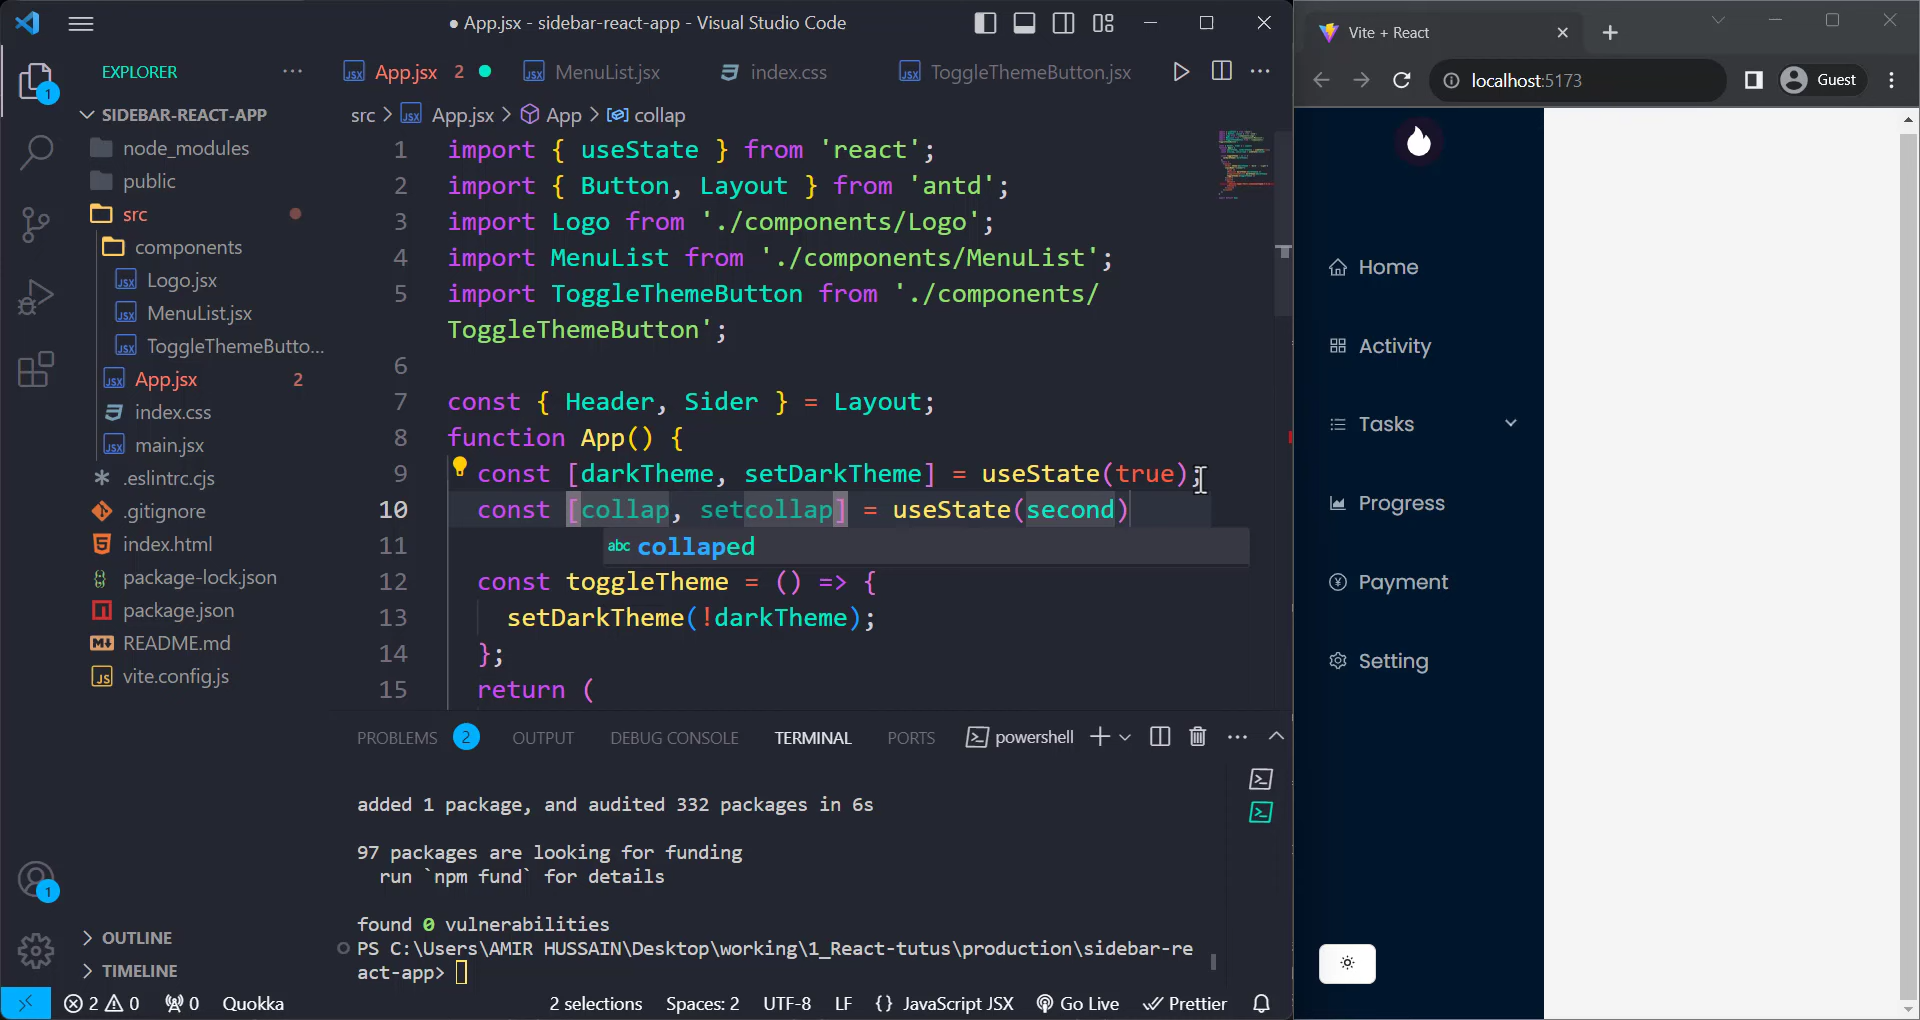 App.jsx - sidebar-react-app - Visual Studio Code
EXPLORER
1
App.jsx 2
MenuList.jsx
index.css
ToggleThemeButton.jsx
src > App.jsx > App > collap
SIDEBAR-REACT-APP
node_modules
public
src
components
Logo.jsx
MenuList.jsx
ToggleThemeButto...
App.jsx 2
index.css
main.jsx
.eslintrc.cjs
.gitignore
index.html
package-lock.json
package.json
README.md
vite.config.js
OUTLINE
TIMELINE
1
1 import { useState } from 'react';
2 import { Button, Layout } from 'antd';
3 import Logo from './components/Logo';
4 import MenuList from './components/MenuList';
5 import ToggleThemeButton from './components/
ToggleThemeButton';
6
7 const { Header, Sider } = Layout;
8 function App() {
9 const [darkTheme, setDarkTheme] = useState(true);
10 const [collap, setcollap] = useState(second)
11 abc collaped
12 const toggleTheme = () => {
13 setDarkTheme(!darkTheme);
14 };
15 return (
PROBLEMS 2 OUTPUT DEBUG CONSOLE TERMINAL PORTS powershell
added 1 package, and audited 332 packages in 6s
97 packages are looking for funding
run `npm fund` for details
found 0 vulnerabilities
PS C:\Users\AMIR HUSSAIN\Desktop\working\1_React-tutus\production\sidebar-re
act-app>
2 0 0 Quokka 2 selections Spaces: 2 UTF-8 LF {} JavaScript JSX Go Live Prettier
Vite + React
localhost:5173
Guest
Home
Activity
Tasks
Progress
Payment
Setting